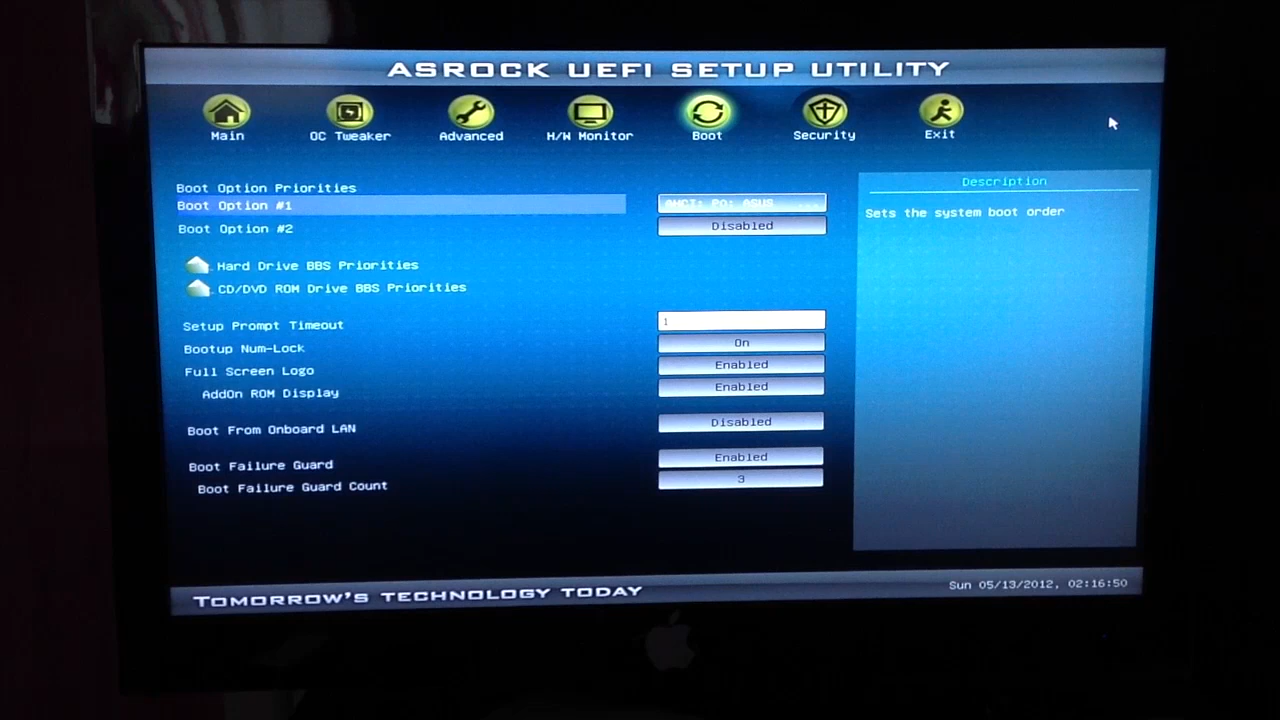 ASROCK UEFI SETUP UTILITY
Main OC Tweaker Advanced H/W Monitor Boot Security Exit
Boot Option Priorities
Boot Option #1 AHCI: P0: ASUS ...
Boot Option #2 Disabled
Hard Drive BBS Priorities
CD/DVD ROM Drive BBS Priorities
Setup Prompt Timeout 1
Bootup Num-Lock On
Full Screen Logo Enabled
AddOn ROM Display Enabled
Boot From Onboard LAN Disabled
Boot Failure Guard Enabled
Boot Failure Guard Count 3
Description
Sets the system boot order
TOMORROW'S TECHNOLOGY TODAY
Sun 05/13/2012, 02:16:50